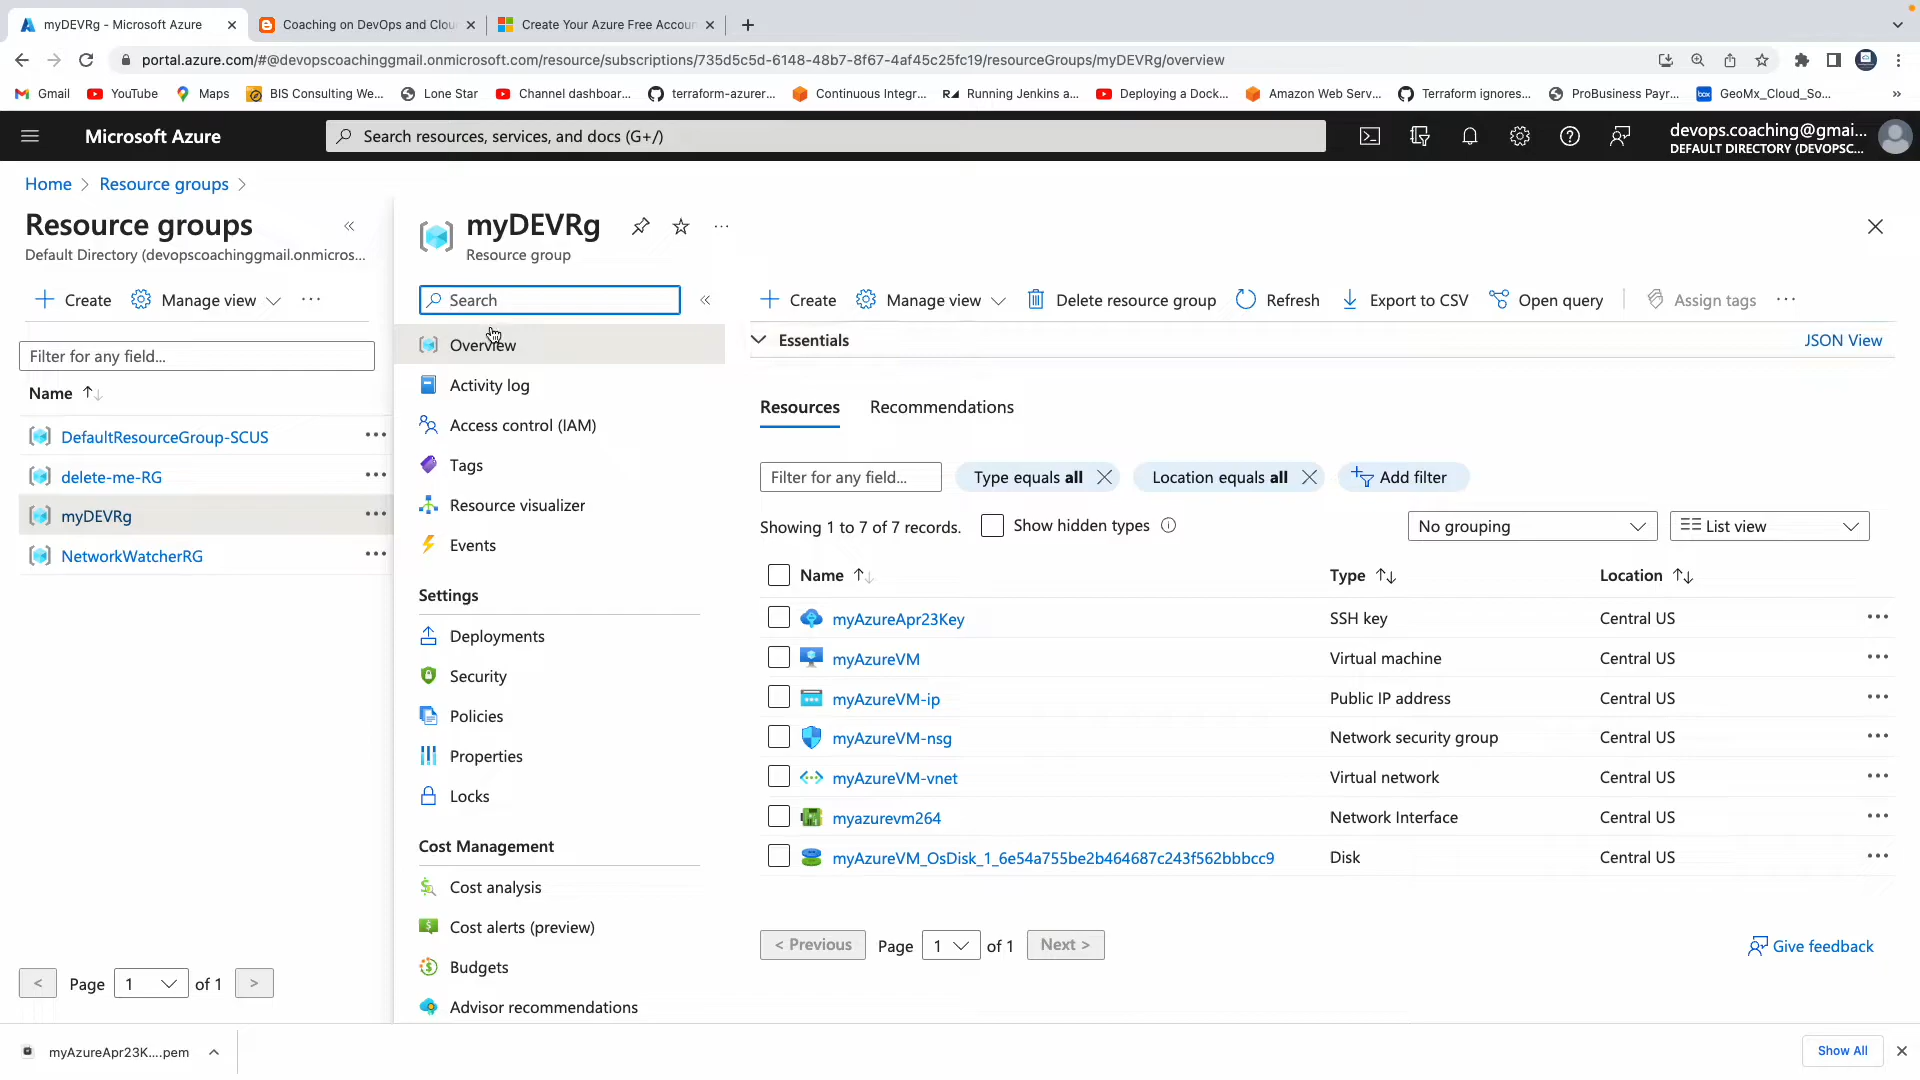 myDEVRg - Microsoft Azure
Coaching on DevOps and Clou
Create Your Azure Free Accoun
portal.azure.com/#@devopscoachinggmail.onmicrosoft.com/resource/subscriptions/735d5c5d-6148-48b7-8f67-4af45c25fc19/resourceGroups/myDEVRg/overview
Gmail
YouTube
Maps
BIS Consulting We...
Lone Star
Channel dashboar...
terraform-azurer...
Continuous Integr...
Running Jenkins a...
Deploying a Dock...
Amazon Web Serv...
Terraform ignores...
ProBusiness Payr...
GeoMx_Cloud_So...
Microsoft Azure
Search resources, services, and docs (G+/)
devops.coaching@gmai...
DEFAULT DIRECTORY (DEVOPSC...
Home > Resource groups >
Resource groups
Default Directory (devopscoachinggmail.onmicros...
Create
Manage view
Filter for any field...
Name
DefaultResourceGroup-SCUS
delete-me-RG
myDEVRg
NetworkWatcherRG
< Page 1 of 1 >
myDEVRg
Resource group
Search
Overview
Activity log
Access control (IAM)
Tags
Resource visualizer
Events
Settings
Deployments
Security
Policies
Properties
Locks
Cost Management
Cost analysis
Cost alerts (preview)
Budgets
Advisor recommendations
Create
Manage view
Delete resource group
Refresh
Export to CSV
Open query
Assign tags
Essentials
JSON View
Resources
Recommendations
Filter for any field...
Type equals all
Location equals all
Add filter
Showing 1 to 7 of 7 records.
Show hidden types
No grouping
List view
Name Type Location
myAzureApr23Key SSH key Central US
myAzureVM Virtual machine Central US
myAzureVM-ip Public IP address Central US
myAzureVM-nsg Network security group Central US
myAzureVM-vnet Virtual network Central US
myazurevm264 Network Interface Central US
myAzureVM_OsDisk_1_6e54a755be2b464687c243f562bbbcc9 Disk Central US
< Previous Page 1 of 1 Next >
Give feedback
myAzureApr23K....pem
Show All